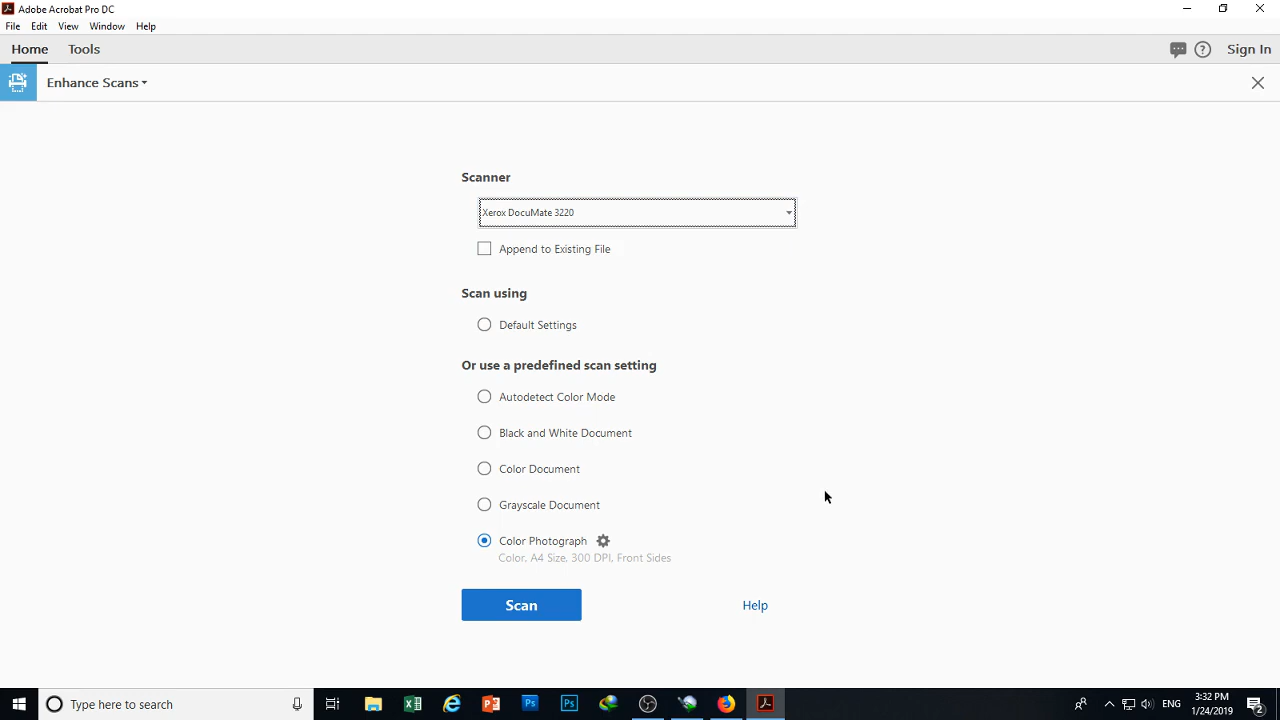 Adobe Acrobat Pro DC
File Edit View Window Help
Home Tools Sign In
Enhance Scans
Scanner
Xerox DocuMate 3220
Append to Existing File
Scan using
Default Settings
Or use a predefined scan setting
Autodetect Color Mode
Black and White Document
Color Document
Grayscale Document
Color Photograph
Color, A4 Size, 300 DPI, Front Sides
Scan Help
Type here to search
Ps Ps
ENG
3:32 PM
1/24/2019
2